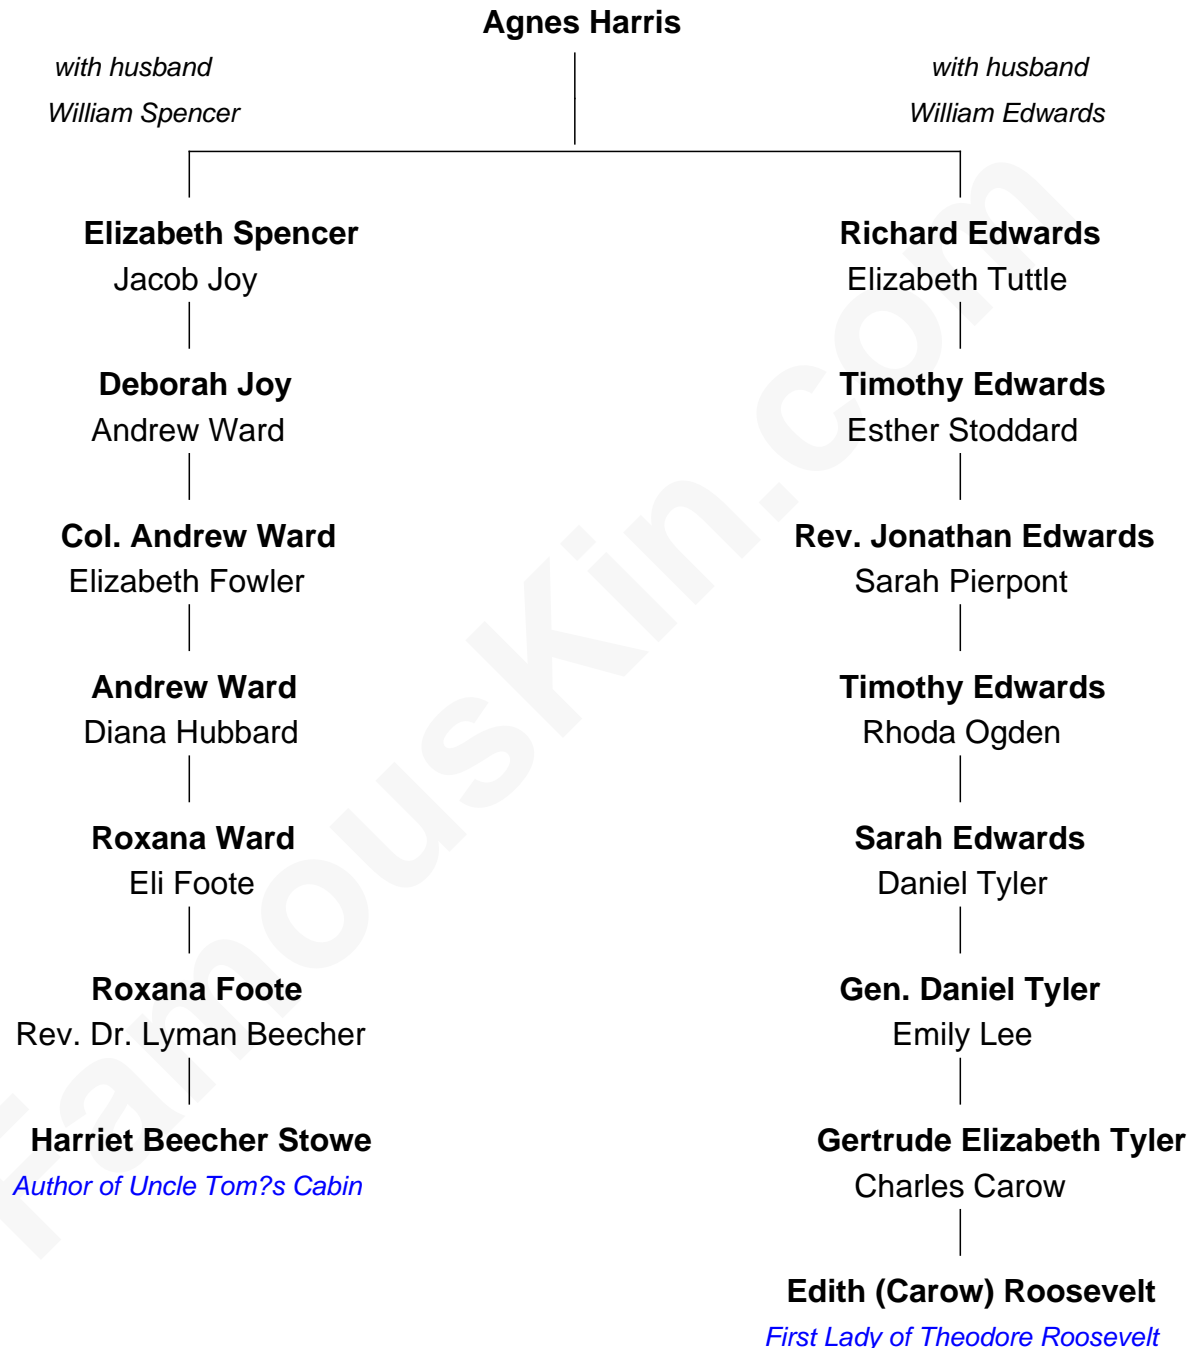 Agnes Harris
with husband
William Spencer
with husband
William Edwards
Elizabeth Spencer
Jacob Joy
Richard Edwards
Elizabeth Tuttle
Deborah Joy
Andrew Ward
Timothy Edwards
Esther Stoddard
Col. Andrew Ward
Elizabeth Fowler
Rev. Jonathan Edwards
Sarah Pierpont
Andrew Ward
Diana Hubbard
Timothy Edwards
Rhoda Ogden
Roxana Ward
Eli Foote
Sarah Edwards
Daniel Tyler
Roxana Foote
Rev. Dr. Lyman Beecher
Gen. Daniel Tyler
Emily Lee
Harriet Beecher Stowe
Author of Uncle Tom?s Cabin
Gertrude Elizabeth Tyler
Charles Carow
Edith (Carow) Roosevelt
First Lady of Theodore Roosevelt
FamousKin.com